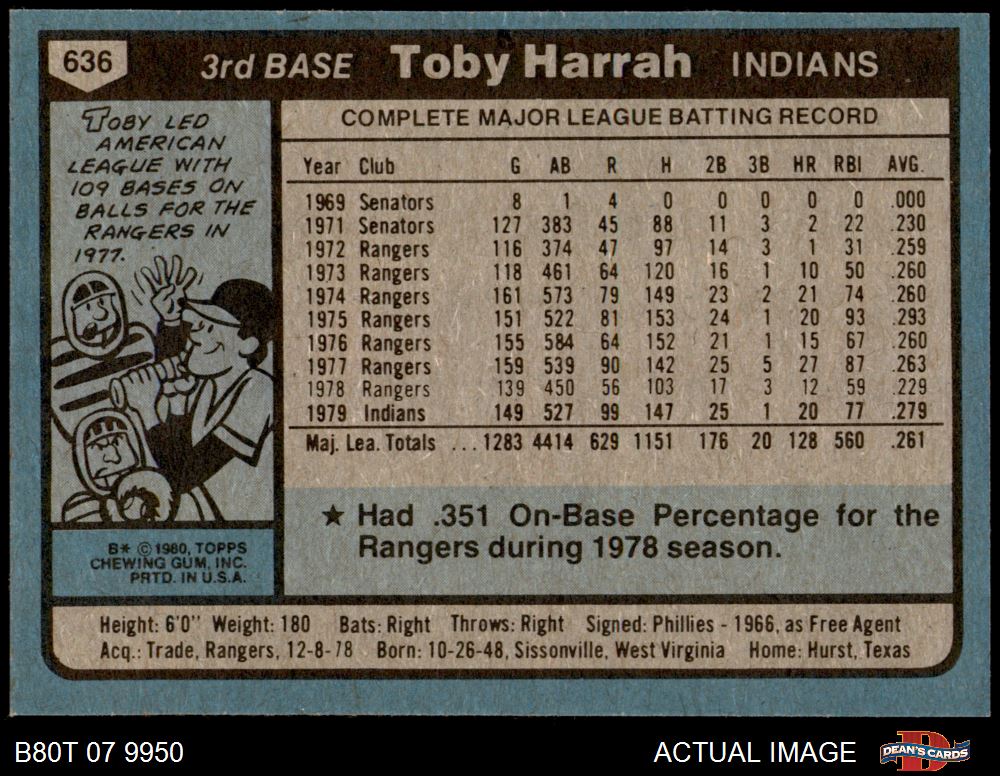 636 3rd BASE Toby Harrah INDIANS
TOBY LED
AMERICAN
LEAGUE WITH
109 BASES ON
BALLS FOR THE
RANGERS IN
1977.
B* © 1980, TOPPS
CHEWING GUM, INC.
PRTD. IN U.S.A.
COMPLETE MAJOR LEAGUE BATTING RECORD
Year Club G AB R H 2B 3B HR RBI AVG.
1969 Senators 8 1 4 0 0 0 0 0 .000
1971 Senators 127 383 45 88 11 3 2 22 .230
1972 Rangers 116 374 47 97 14 3 1 31 .259
1973 Rangers 118 461 64 120 16 1 10 50 .260
1974 Rangers 161 573 79 149 23 2 21 74 .260
1975 Rangers 151 522 81 153 24 1 20 93 .293
1976 Rangers 155 584 64 152 21 1 15 67 .260
1977 Rangers 159 539 90 142 25 5 27 87 .263
1978 Rangers 139 450 56 103 17 3 12 59 .229
1979 Indians 149 527 99 147 25 1 20 77 .279
Maj. Lea. Totals ... 1283 4414 629 1151 176 20 128 560 .261
★ Had .351 On-Base Percentage for the
Rangers during 1978 season.
Height: 6'0" Weight: 180 Bats: Right Throws: Right Signed: Phillies - 1966, as Free Agent
Acq.: Trade, Rangers, 12-8-78 Born: 10-26-48, Sissonville, West Virginia Home: Hurst, Texas
B80T 07 9950 ACTUAL IMAGE DEAN'S CARDS